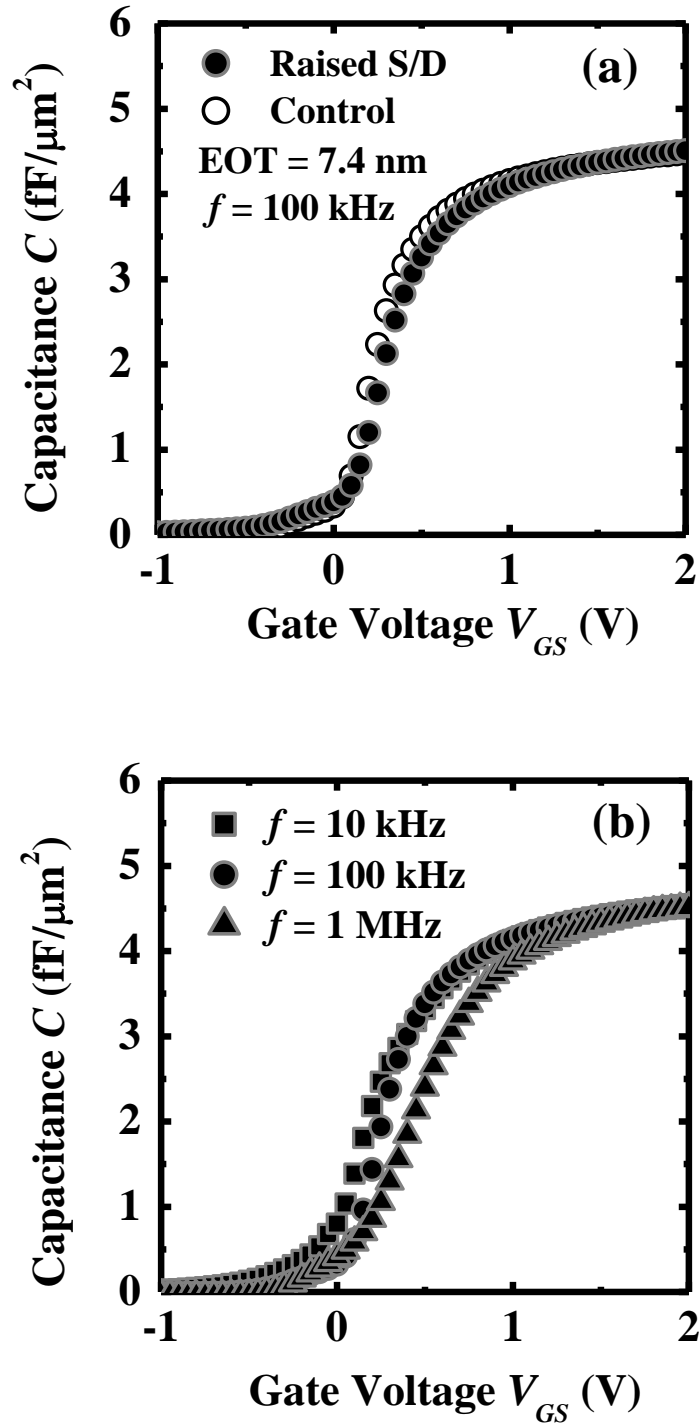 6
5
4
3
2
1
0
Capacitance C (fF/μm²)
Raised S/D
Control
EOT = 7.4 nm
f = 100 kHz
(a)
-1 0 1 2
Gate Voltage V_GS (V)
6
5
4
3
2
1
0
Capacitance C (fF/μm²)
f = 10 kHz
f = 100 kHz
f = 1 MHz
(b)
-1 0 1 2
Gate Voltage V_GS (V)